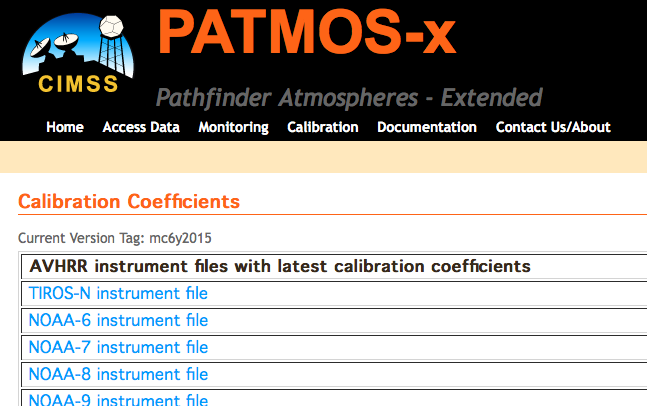 PATMOS-x
CIMSS
Pathfinder Atmospheres - Extended
Home Access Data Monitoring Calibration Documentation Contact Us/About
Calibration Coefficients
Current Version Tag: mc6y2015
AVHRR instrument files with latest calibration coefficients
TIROS-N instrument file
NOAA-6 instrument file
NOAA-7 instrument file
NOAA-8 instrument file
NOAA-9 instrument file